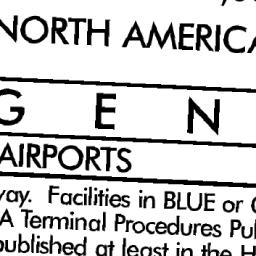 NORTH AMERICA
G E N
AIRPORTS
way. Facilities in BLUE or
A Terminal Procedures Pu
published at least in the H